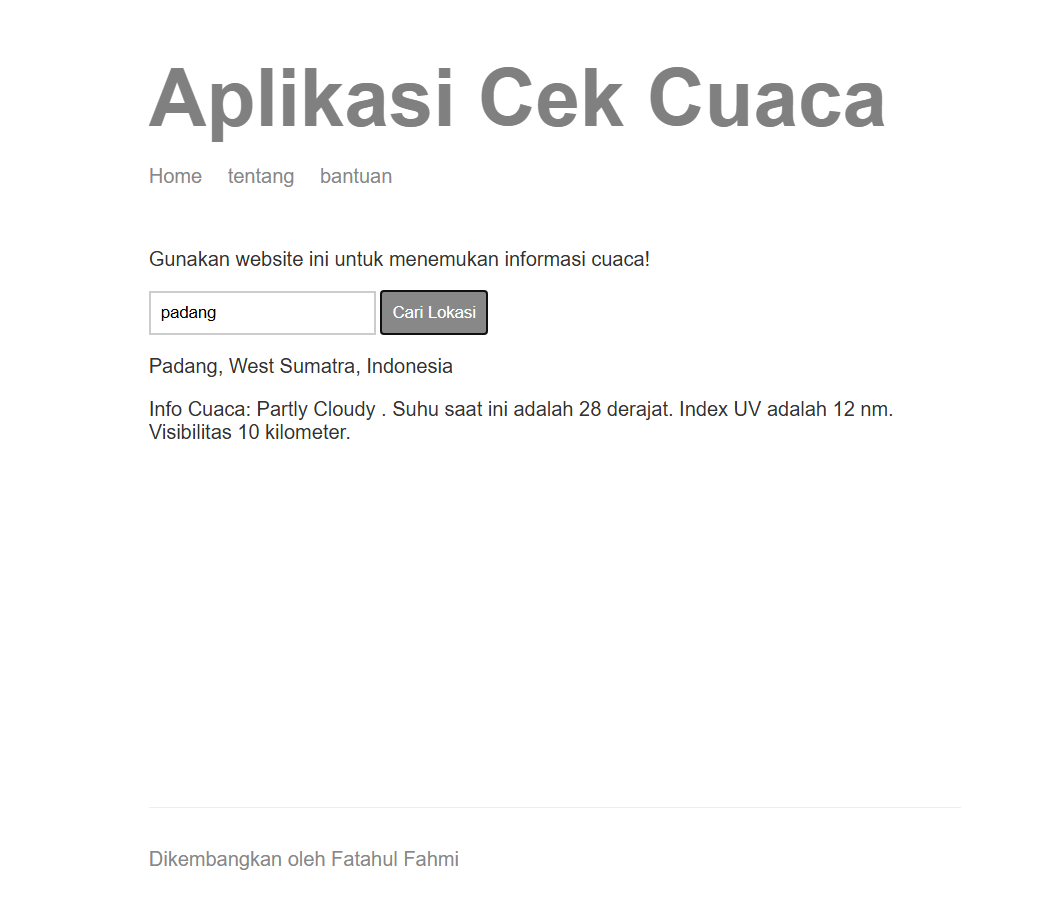 Aplikasi Cek Cuaca
Home tentang bantuan
Gunakan website ini untuk menemukan informasi cuaca!
padang Cari Lokasi
Padang, West Sumatra, Indonesia
Info Cuaca: Partly Cloudy . Suhu saat ini adalah 28 derajat. Index UV adalah 12 nm.
Visibilitas 10 kilometer.
Dikembangkan oleh Fatahul Fahmi